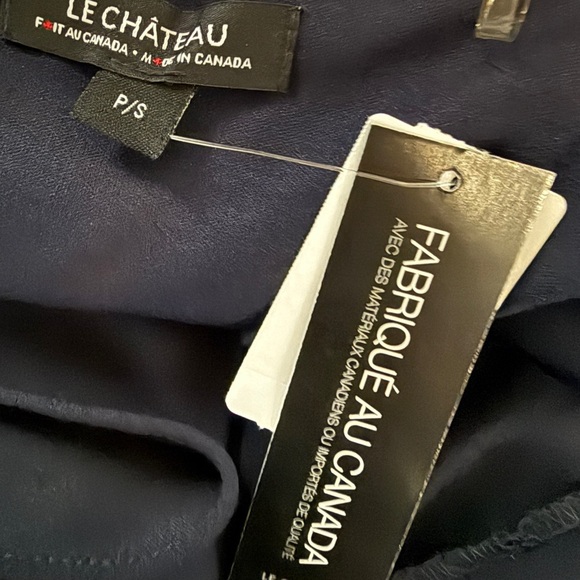 LE CHÂTEAU
FAIT AU CANADA • MADE IN CANADA
P/S
FABRIQUÉ AU CANADA
AVEC DES MATÉRIAUX CANADIENS OU IMPORTÉS DE QUALITÉ
LE